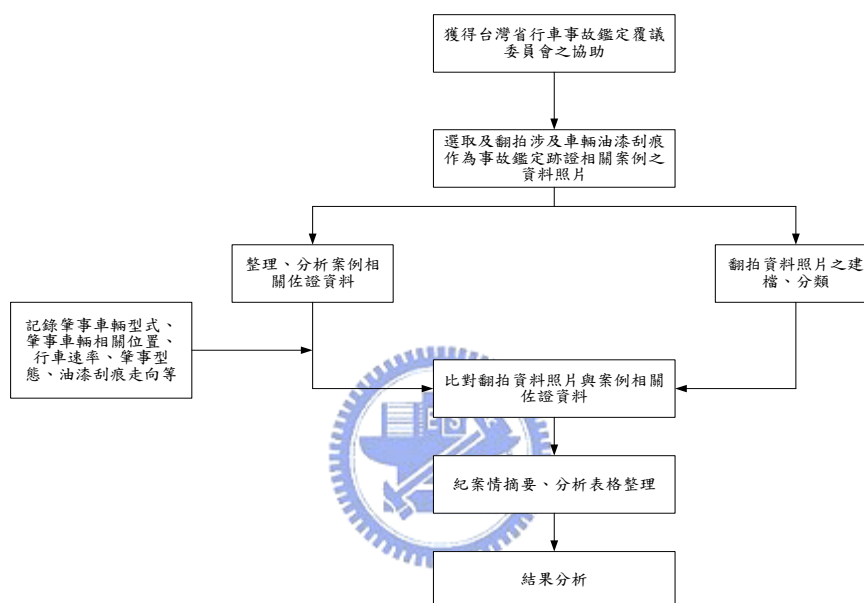 獲得台灣省行車事故鑑定覆議
委員會之協助
選取及翻拍涉及車輛油漆刮痕
作為事故鑑定跡證相關案例之
資料照片
整理、分析案例相
關佐證資料
翻拍資料照片之建
檔、分類
記錄肇事車輛型式、
肇事車輛相關位置、
行車速率、肇事型
態、油漆刮痕走向等
比對翻拍資料照片與案例相關
佐證資料
紀案情摘要、分析表格整理
結果分析